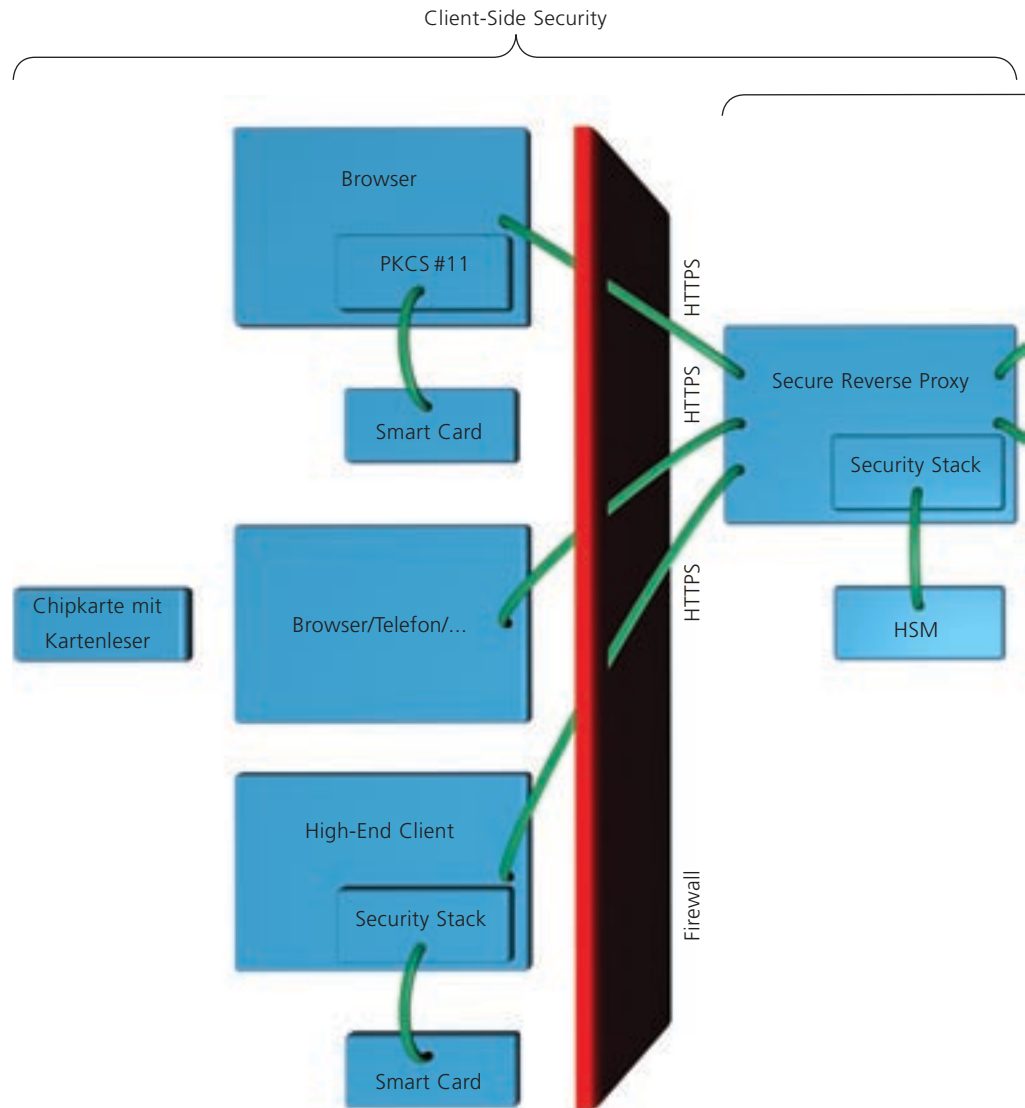 Client-Side Security
Browser
PKCS #11
Smart Card
HTTPS
HTTPS
HTTPS
Firewall
Secure Reverse Proxy
Security Stack
HSM
Chipkarte mit
Kartenleser
Browser/Telefon/...
High-End Client
Security Stack
Smart Card